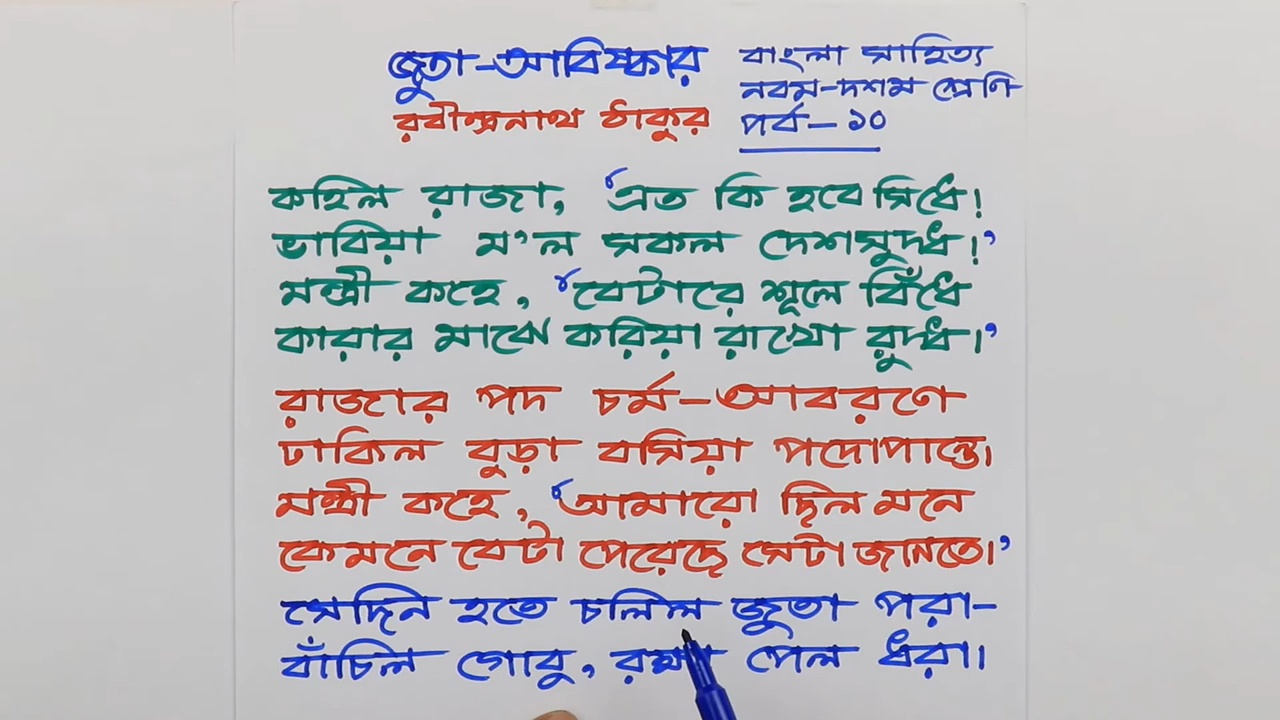 জুতা-আবিষ্কার
রবীন্দ্রনাথ ঠাকুর
বাংলা সাহিত্য
নবম-দশম শ্রেণি
পর্ব-১০
কহিল রাজা, ‘এত কি হবে সিধে!
ভাবিয়া ম'ল সকল দেশসুদ্ধ!’
মন্ত্রী কহে, ‘বেটারে শূলে বিঁধে
কারার মাঝে করিয়া রাখো রুদ্ধ।’
রাজার পদ চর্ম-আবরণে
ঢাকিল বুড়া বসিয়া পদোপান্তে।
মন্ত্রী কহে, ‘আমারো ছিল মনে
কেমনে বেটা পেরেছে সেটা জানতে।’
সেদিন হতে চলিল জুতা পরা-
বাঁচিল গোবু, রক্ষা পেল ধরা।